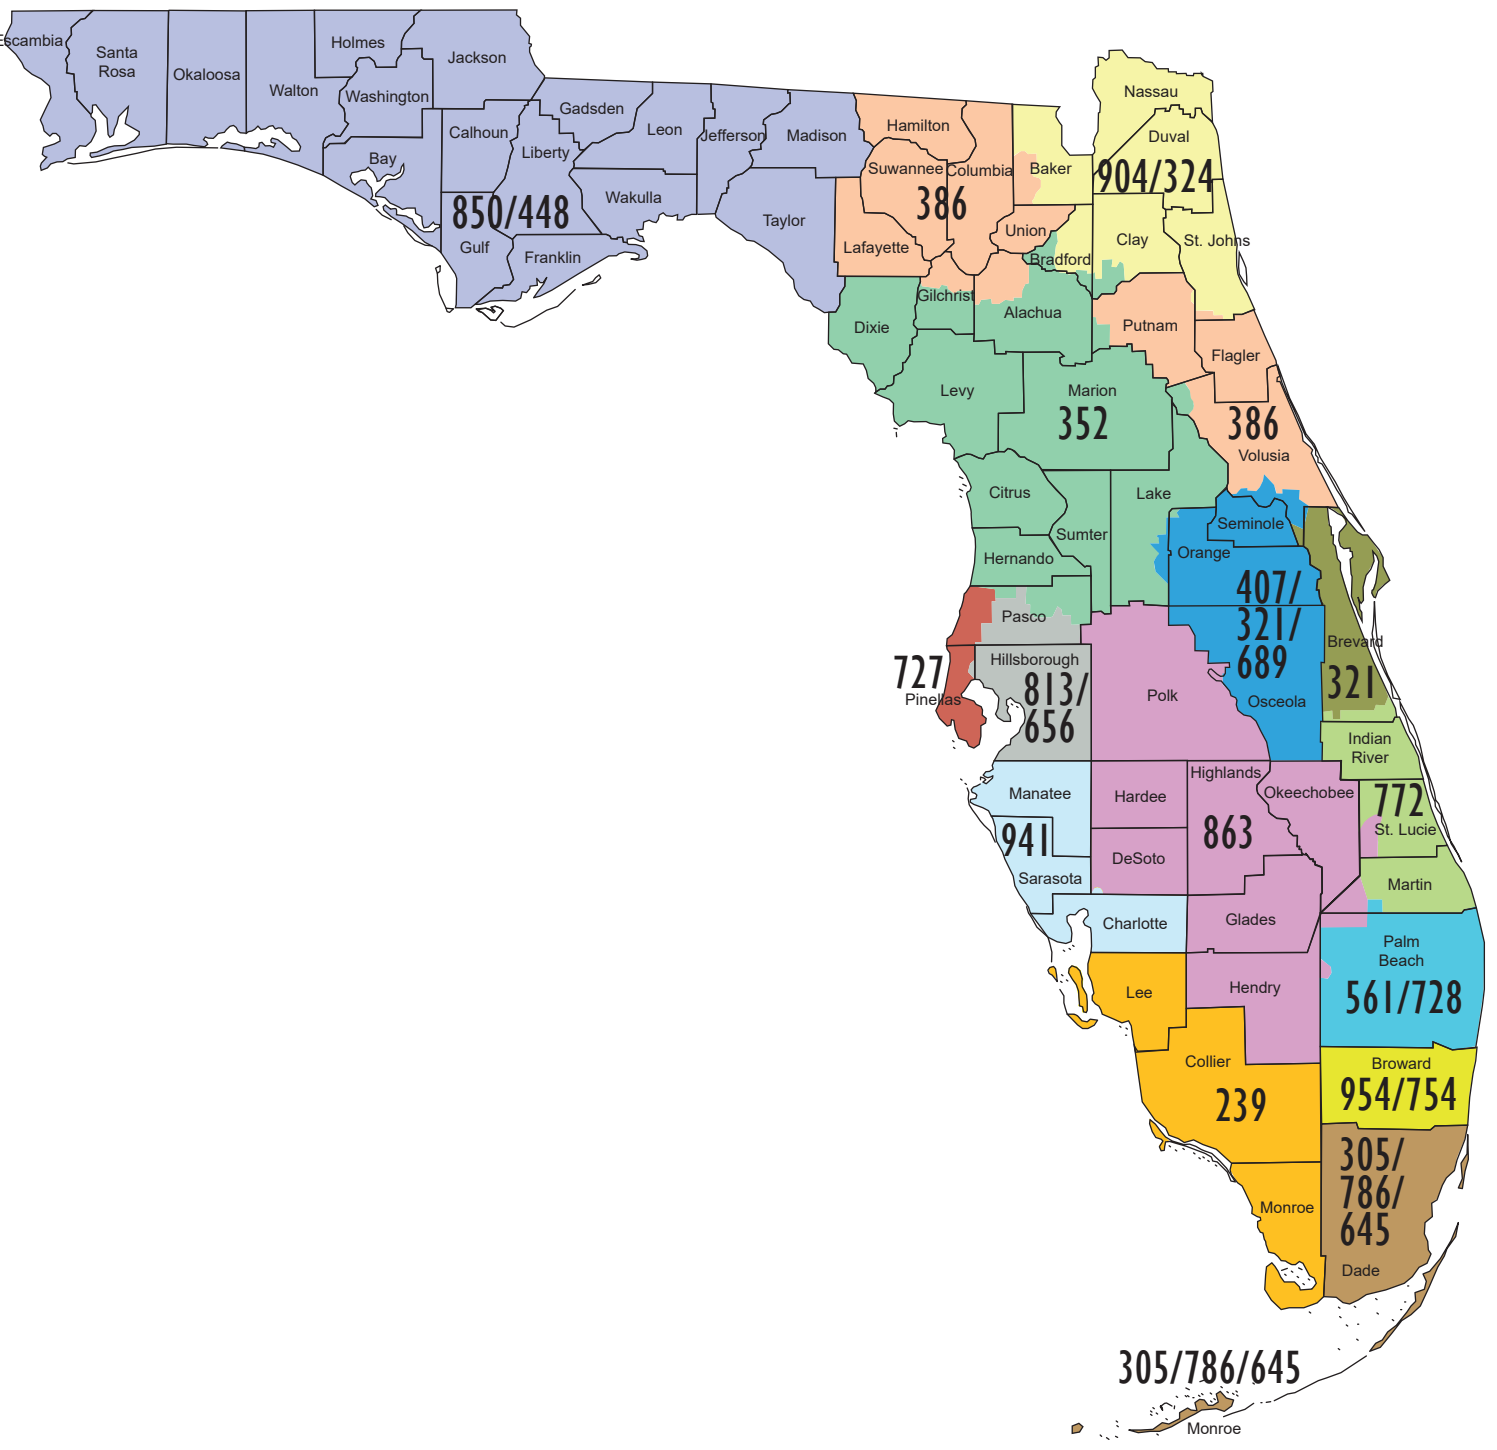 Escambia
Santa
Rosa
Okaloosa
Walton
Holmes
Washington
Jackson
Bay
Calhoun
Gulf
Liberty
850/448
Franklin
Gadsden
Leon
Wakulla
Jefferson
Madison
Taylor
Hamilton
Suwannee
Columbia
386
Lafayette
Union
Baker
Nassau
Duval
904/324
Clay
St. Johns
Bradford
Gilchrist
Alachua
Dixie
Putnam
Flagler
Levy
Marion
352
386
Volusia
Citrus
Lake
Sumter
Hernando
Seminole
Orange
407/
321/
689
Osceola
Brevard
321
Pasco
727
Pinellas
Hillsborough
813/
656
Polk
Indian
River
Manatee
941
Sarasota
Hardee
DeSoto
Highlands
863
Okeechobee
772
St. Lucie
Martin
Charlotte
Glades
Lee
Hendry
Palm
Beach
561/728
Collier
239
Broward
954/754
305/
786/
645
Dade
Monroe
305/786/645
Monroe